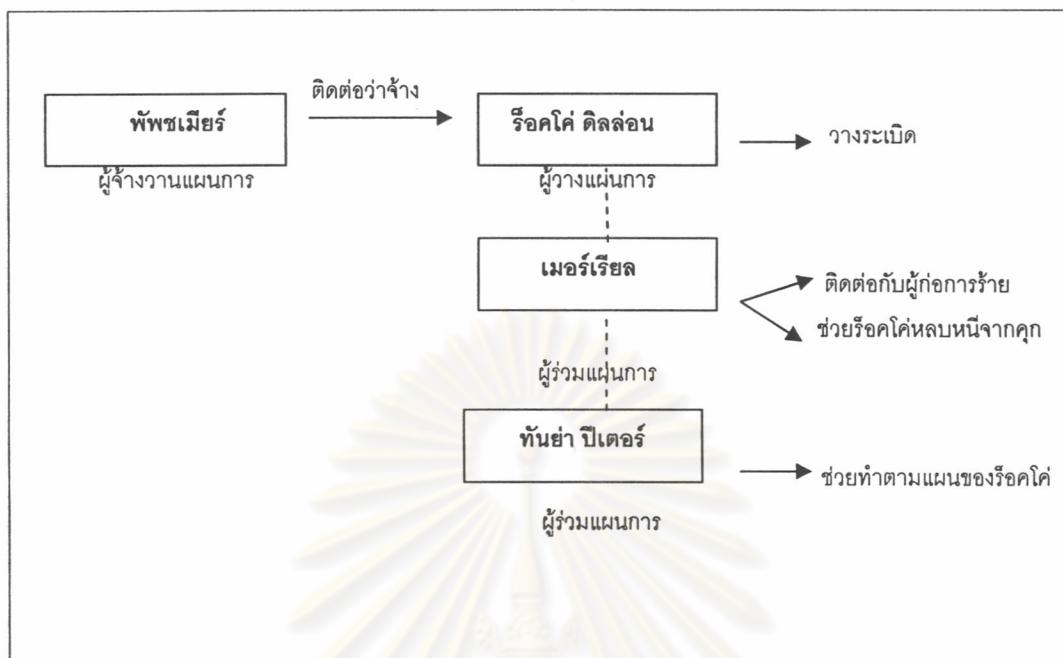 ติดต่อว่าจ้าง
พัพชเมียร์
ร็อคโค่ ดิลล่อน
วางระเบิด
ผู้จ้างวานแผนการ
ผู้วางแผนการ
เมอร์เรียล
ติดต่อกับผู้ก่อการร้าย
ช่วยร็อคโค่หลบหนีจากคุก
ผู้ร่วมแผนการ
ทันย่า ปีเตอร์
ช่วยทำตามแผนของร็อคโค่
ผู้ร่วมแผนการ